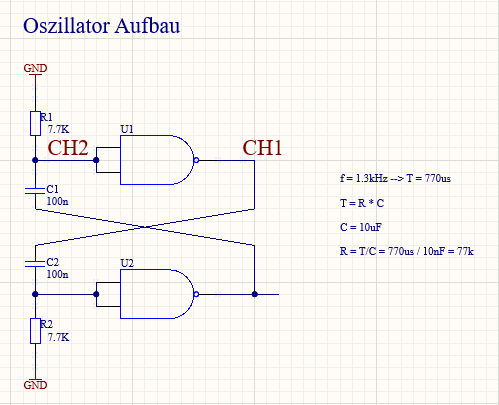 Oszillator Aufbau
GND
R1
7.7K
U1
CH2
CH1
C1
100n
f = 1.3kHz --> T = 770us
T = R * C
C = 10uF
R = T/C = 770us / 10nF = 77k
C2
100n
U2
R2
7.7K
GND